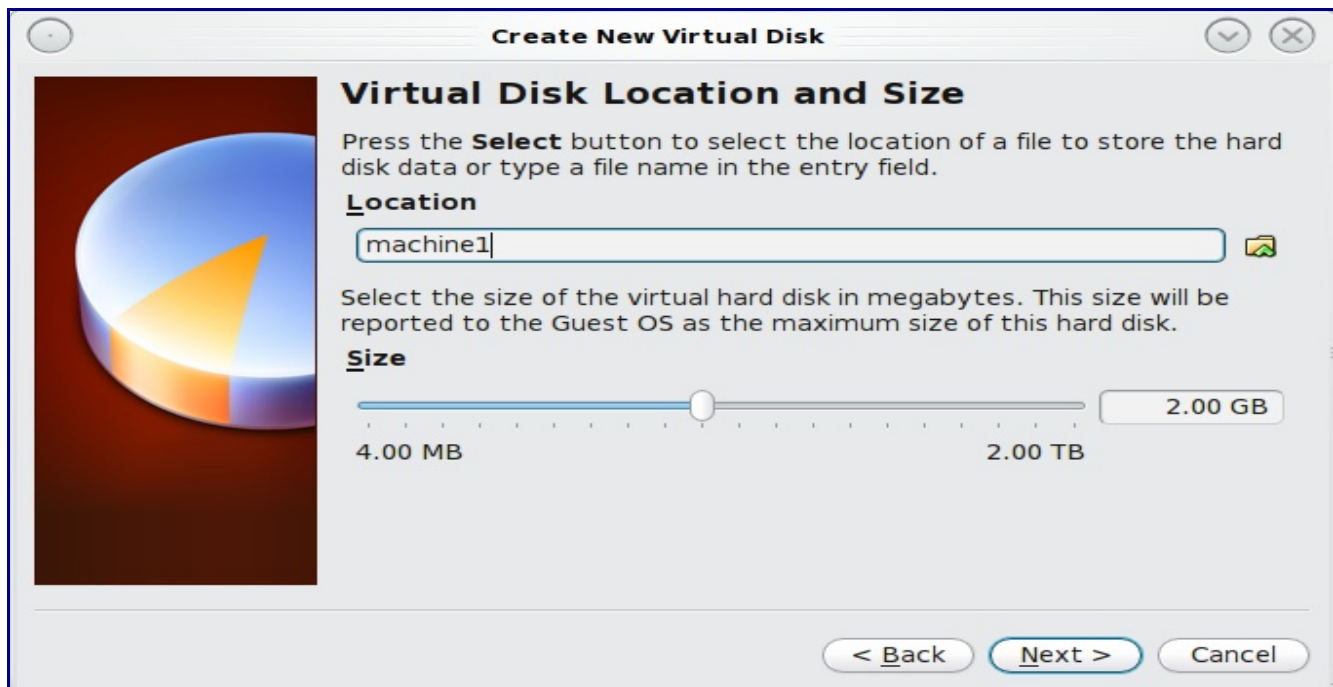 Create New Virtual Disk
Virtual Disk Location and Size
Press the Select button to select the location of a file to store the hard
disk data or type a file name in the entry field.
Location
machine1
Select the size of the virtual hard disk in megabytes. This size will be
reported to the Guest OS as the maximum size of this hard disk.
Size
2.00 GB
4.00 MB 2.00 TB
< Back Next > Cancel